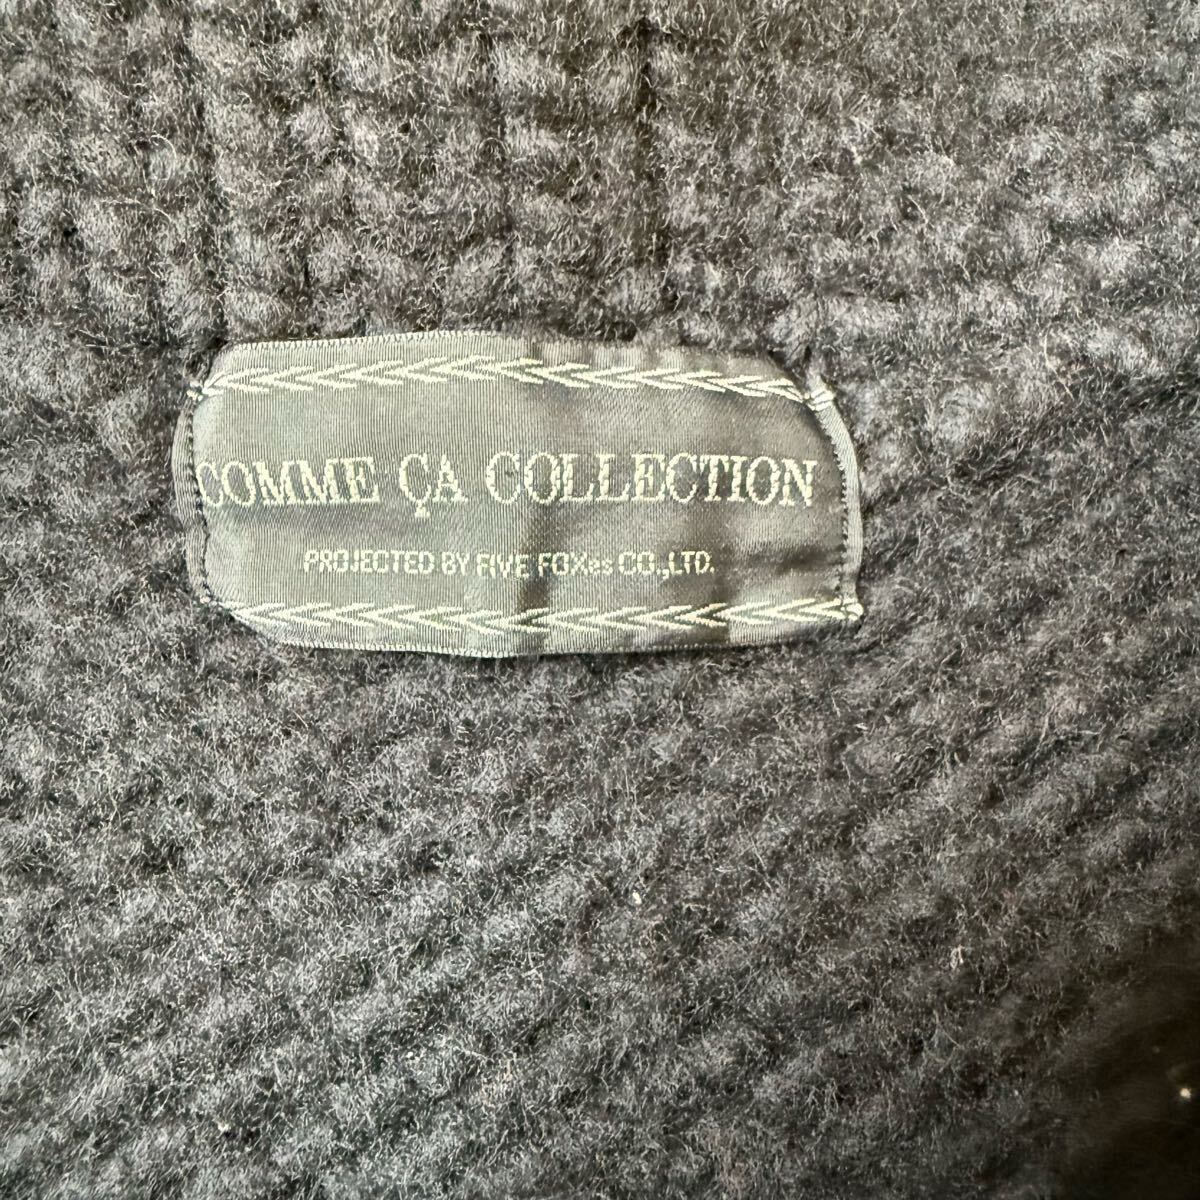 COMME ÇA COLLECTION
PROJECTED BY FIVE FOXes CO.,LTD.